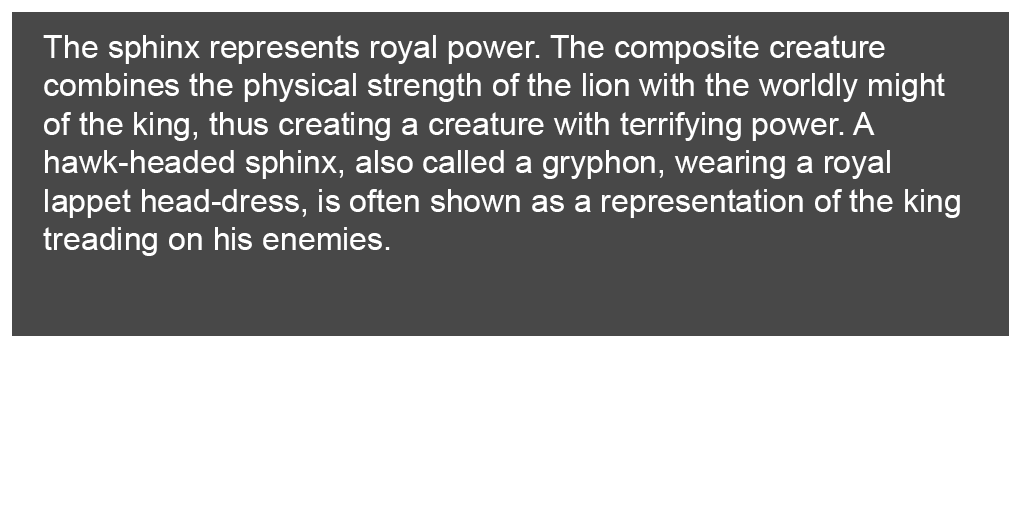 The sphinx represents royal power. The composite creature
combines the physical strength of the lion with the worldly might
of the king, thus creating a creature with terrifying power. A
hawk-headed sphinx, also called a gryphon, wearing a royal
lappet head-dress, is often shown as a representation of the king
treading on his enemies.